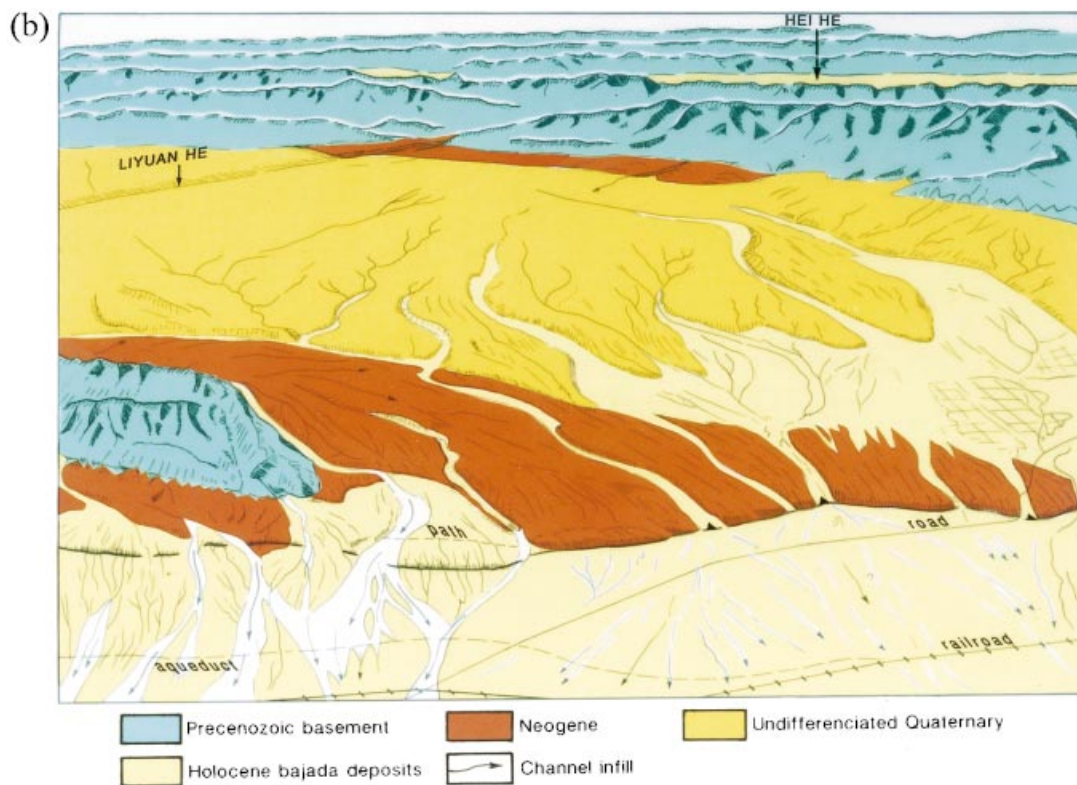 (b)
HEI HE
LIYUAN HE
path
road
aqueduct
railroad
Precenozoic basement
Neogene
Undifferenciated Quaternary
Holocene bajada deposits
Channel infill